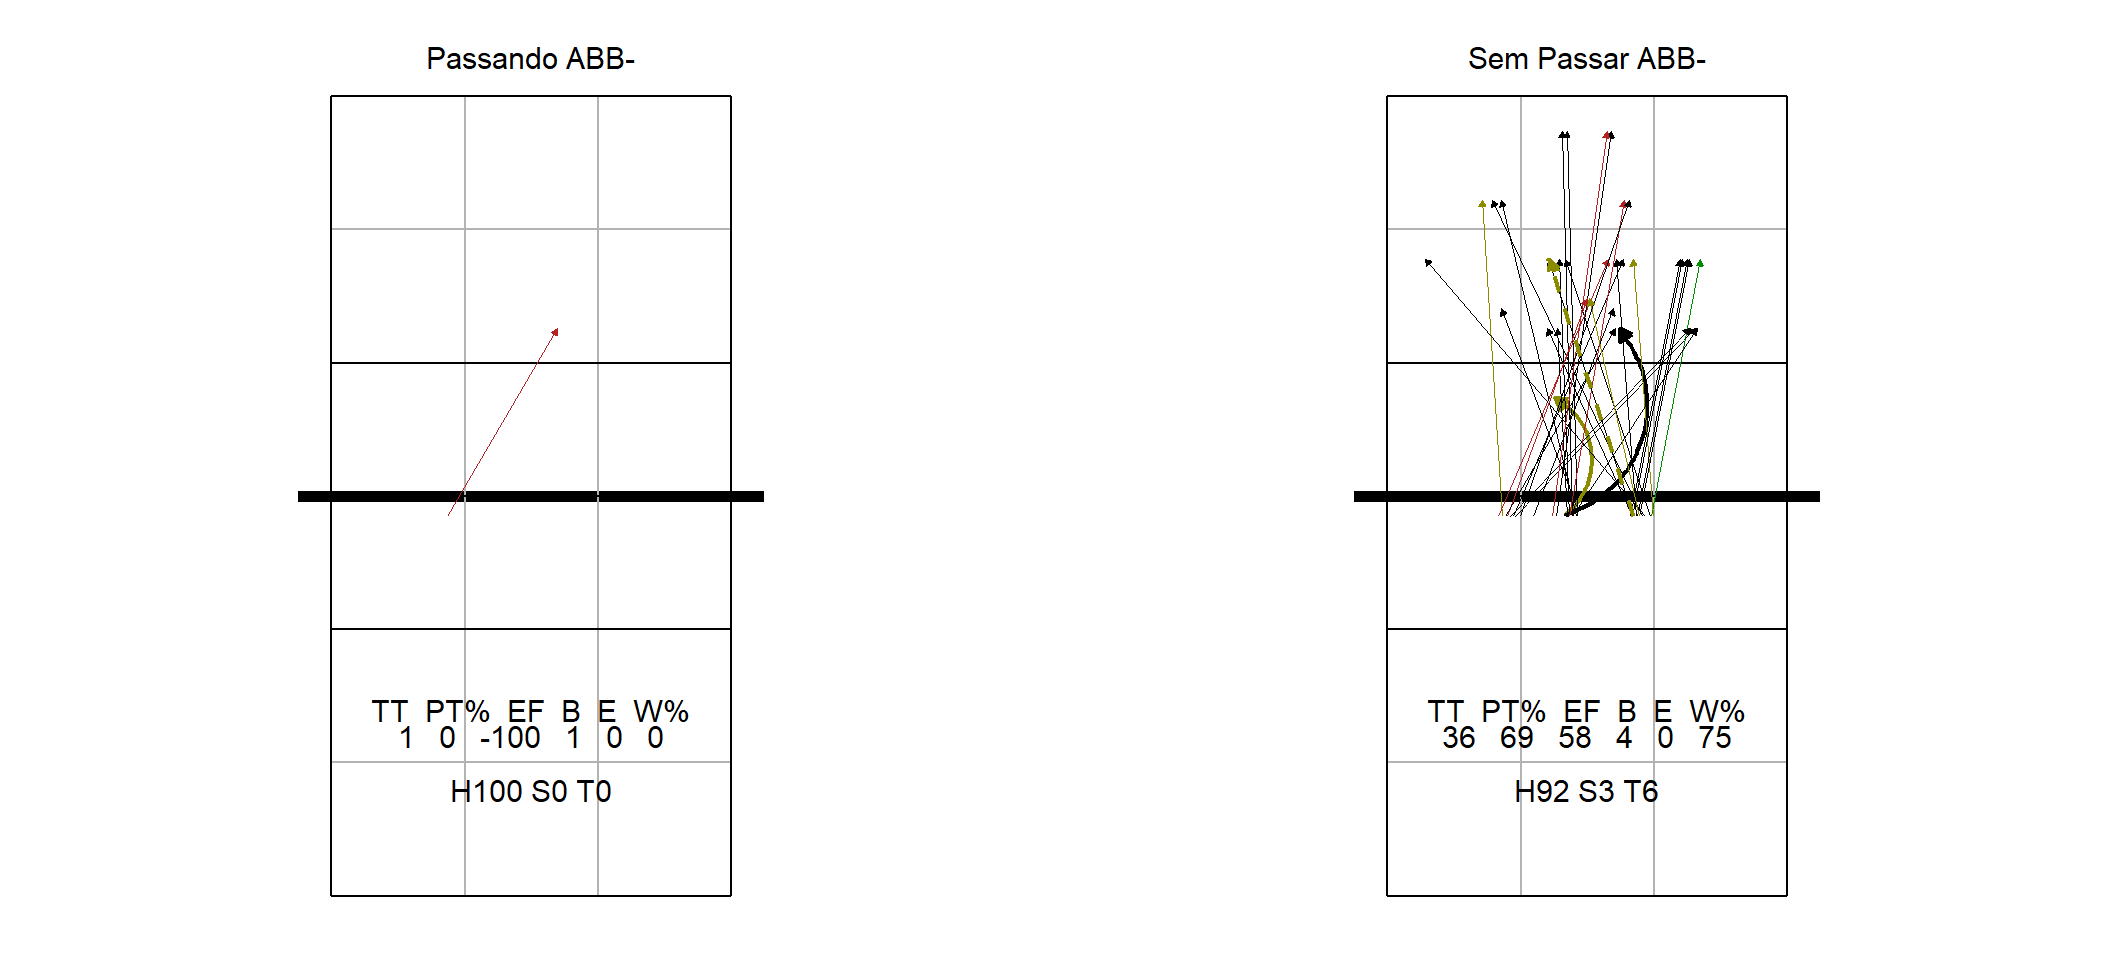 Passando ABB-
TT PT% EF B E W%
1 0 -100 1 0 0
H100 S0 T0
Sem Passar ABB-
TT PT% EF B E W%
36 69 58 4 0 75
H92 S3 T6